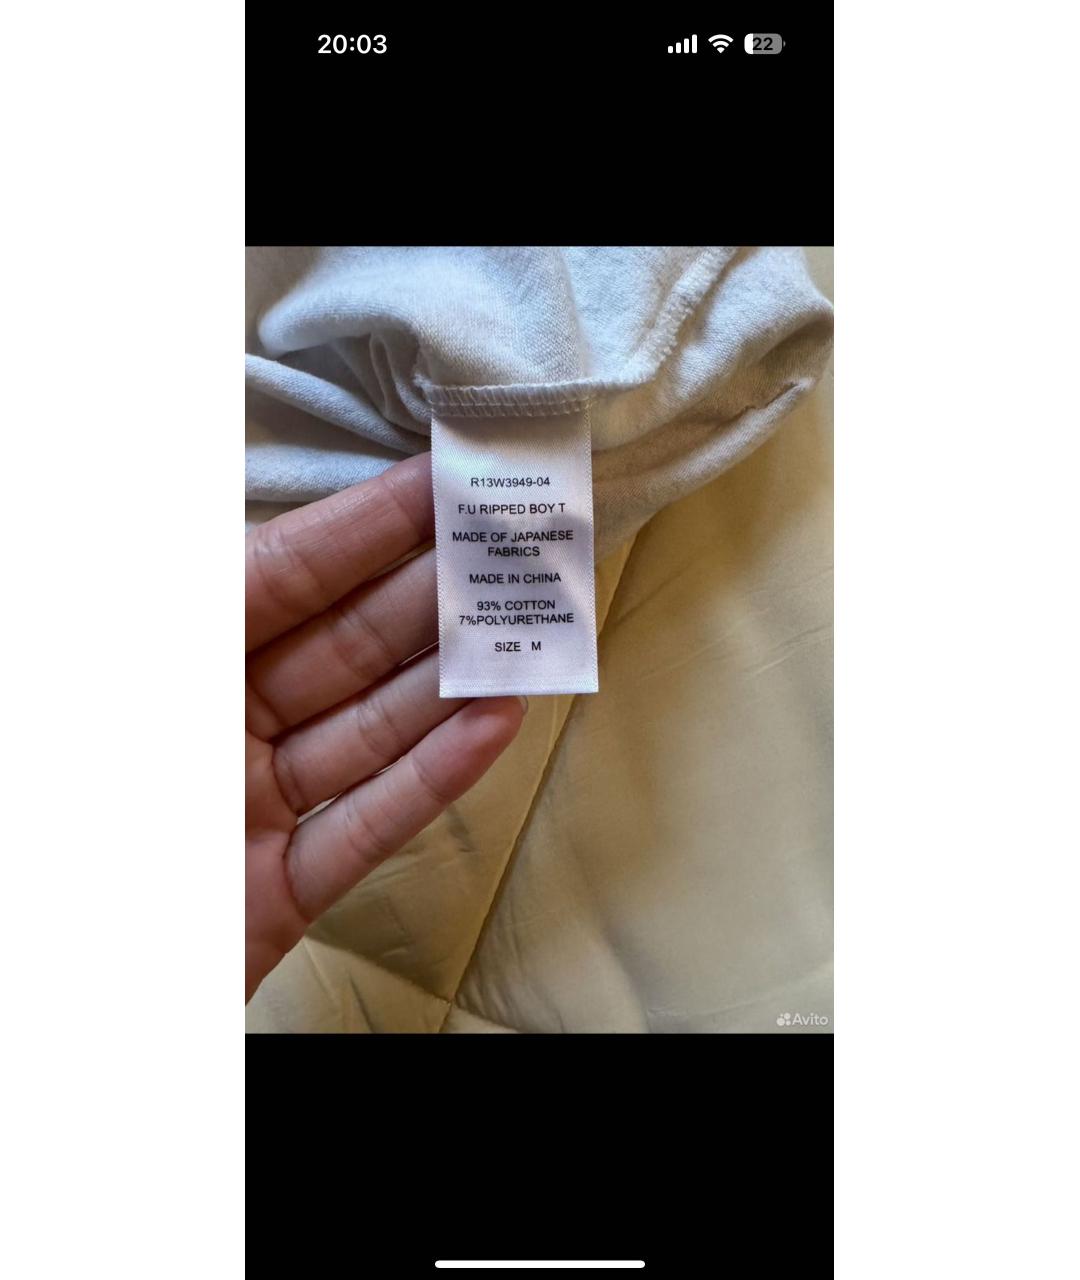 20:03
22
R13W3949-04
F.U RIPPED BOY T
MADE OF JAPANESE
FABRICS
MADE IN CHINA
93% COTTON
7%POLYURETHANE
SIZE M
Avito